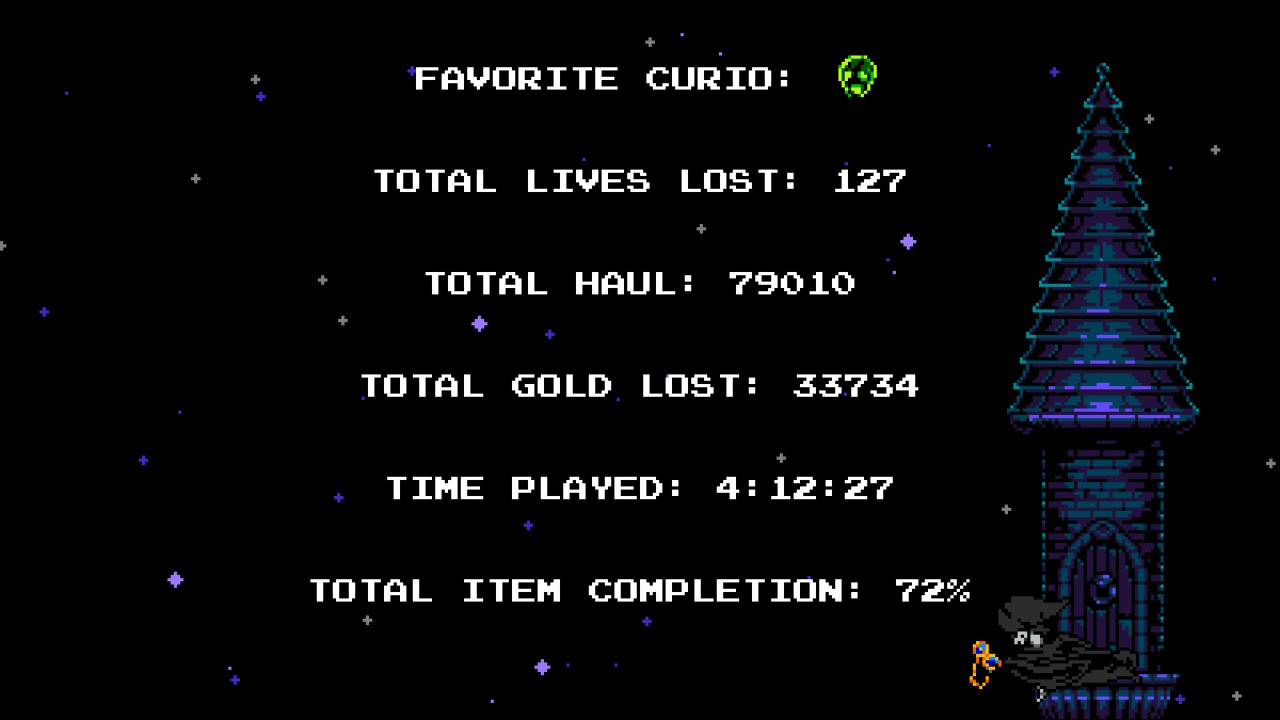 FAVORITE CURIO:
TOTAL LIVES LOST: 127
TOTAL HAUL: 79010
TOTAL GOLD LOST: 33734
TIME PLAYED: 4:12:27
TOTAL ITEM COMPLETION: 72%